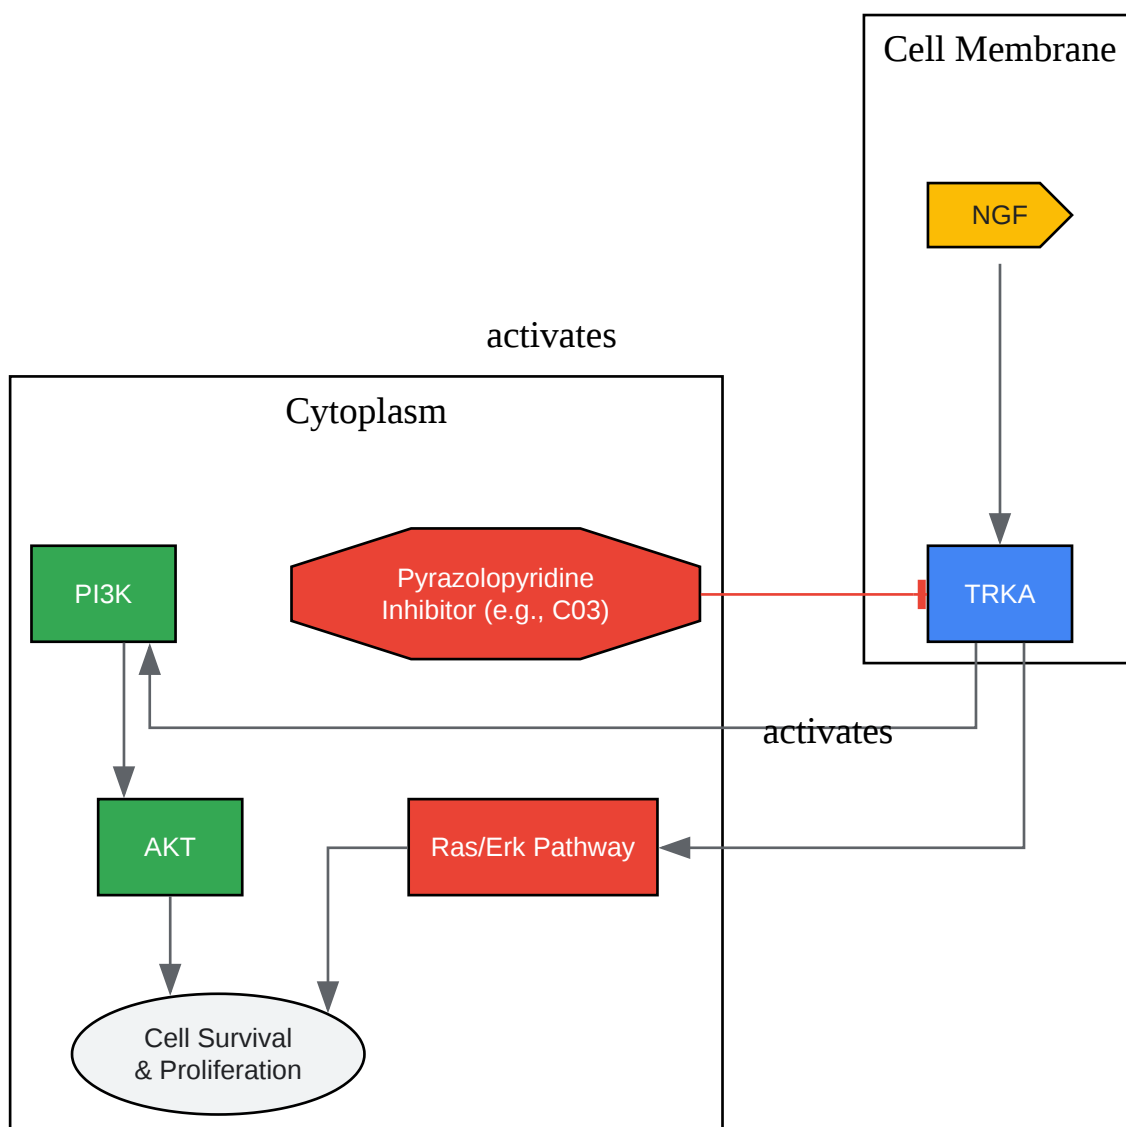 Cell Membrane
NGF
activates
Cytoplasm
PI3K
Pyrazolopyridine
Inhibitor (e.g., C03)
TRKA
activates
AKT
Ras/Erk Pathway
Cell Survival
& Proliferation